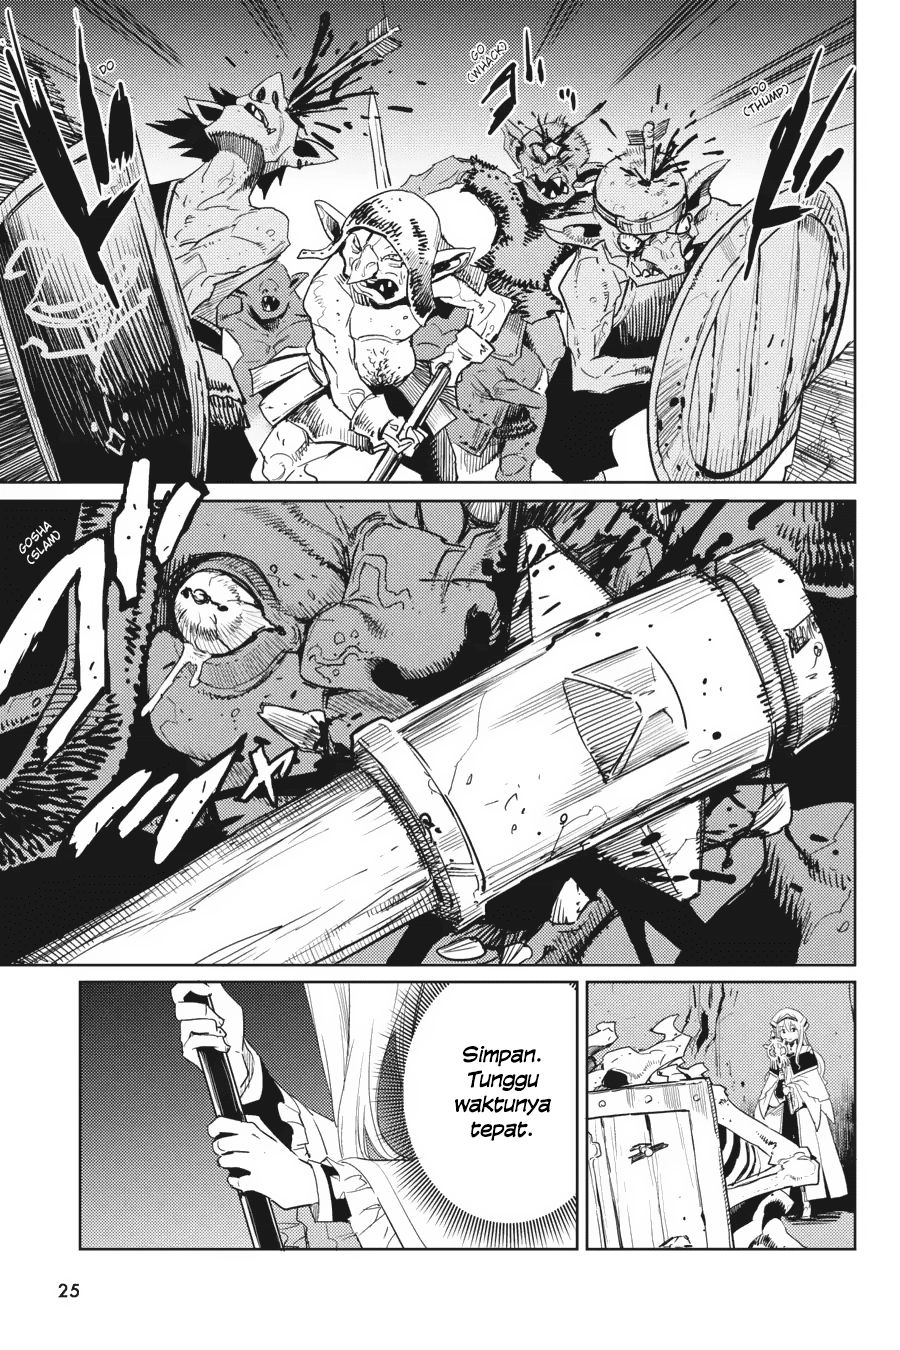 DO
(THUMP)
GO
(WHACK)
DO
GOSHA
(SLAM)
Simpan.
Tunggu
waktunya
tepat.
25